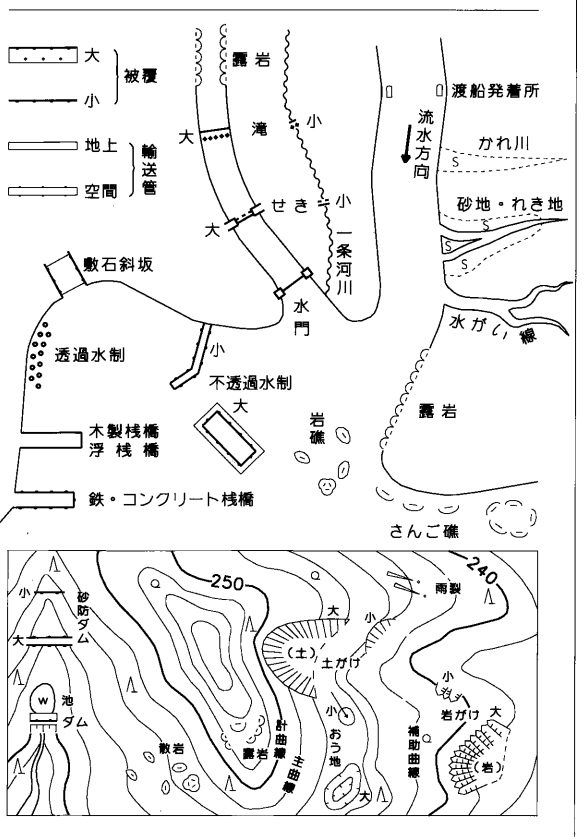 大
被覆
小
地上
輸送管
空間
露岩
大
滝
小
せき
小
大
一条河川
水門
渡船発着所
流水方向
かれ川
S
砂地・れき地
S
S
S
水がい線
敷石斜坂
透過水制
小
不透過水制
大
岩礁
露岩
木製桟橋
浮桟橋
鉄・コンクリート桟橋
さんご礁
小
砂防ダム
大
W
池
ダム
250
240
雨裂
大
小
(土)
土がけ
小
おう地
大
小
岩がけ
大
(岩)
補助曲線
計曲線
主曲線
露岩
散岩